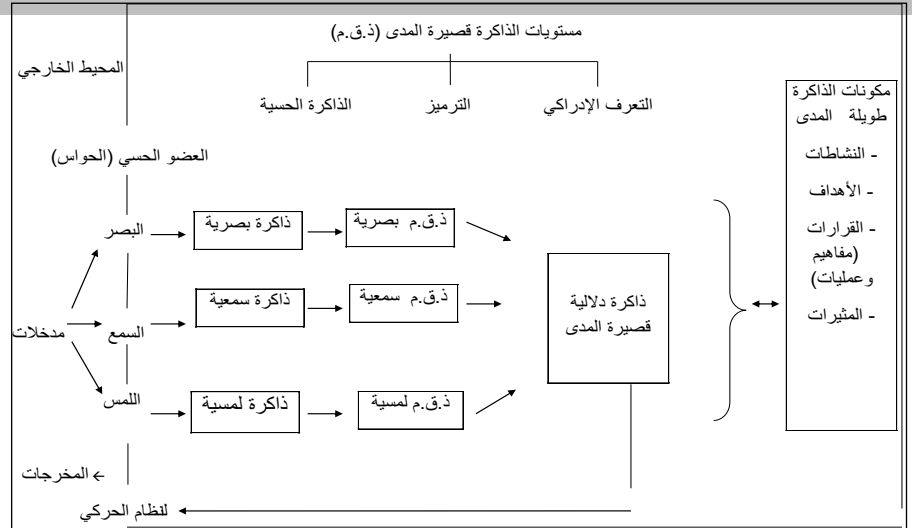 مستويات الذاكرة قصيرة المدى (ذ.ق.م)
المحيط الخارجي
الذاكرة الحسية
الترميز
التعرف الإدراكي
مكونات الذاكرة
طويلة المدى
- النشاطات
- الأهداف
- القرارات
(مفاهيم
وعمليات)
- المثيرات
العضو الحسي (الحواس)
مدخلات
البصر
ذاكرة بصرية
ذ.ق.م بصرية
السمع
ذاكرة سمعية
ذ.ق.م سمعية
اللمس
ذاكرة لمسية
ذ.ق.م لمسية
ذاكرة دلالية
قصيرة المدى
← المخرجات
لنظام الحركي